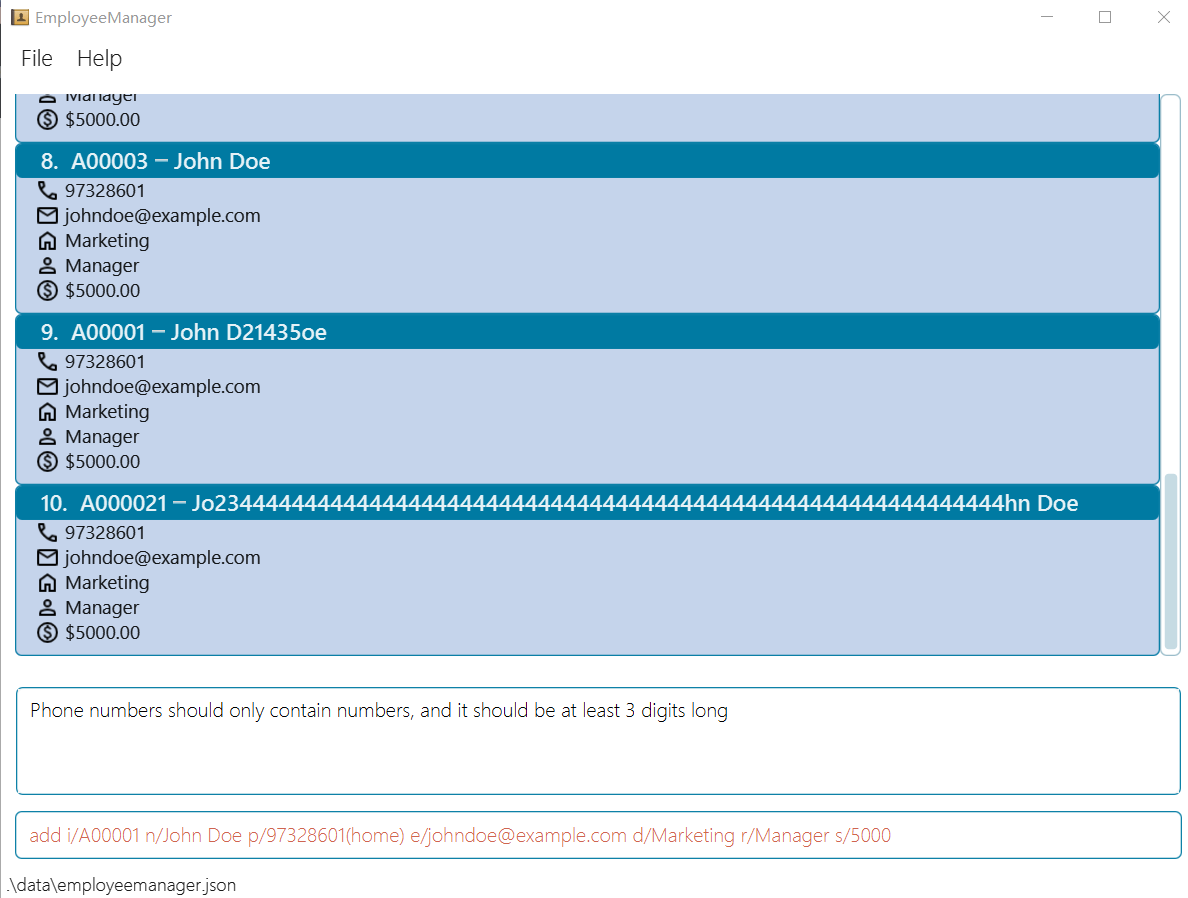 EmployeeManager
File Help
Manager
$5000.00
8. A00003 – John Doe
97328601
johndoe@example.com
Marketing
Manager
$5000.00
9. A00001 – John D21435oe
97328601
johndoe@example.com
Marketing
Manager
$5000.00
10. A000021 – Jo2344444444444444444444444444444444444444444444444444444444444444hn Doe
97328601
johndoe@example.com
Marketing
Manager
$5000.00
Phone numbers should only contain numbers, and it should be at least 3 digits long
add i/A00001 n/John Doe p/97328601(home) e/johndoe@example.com d/Marketing r/Manager s/5000
.\data\employeemanager.json